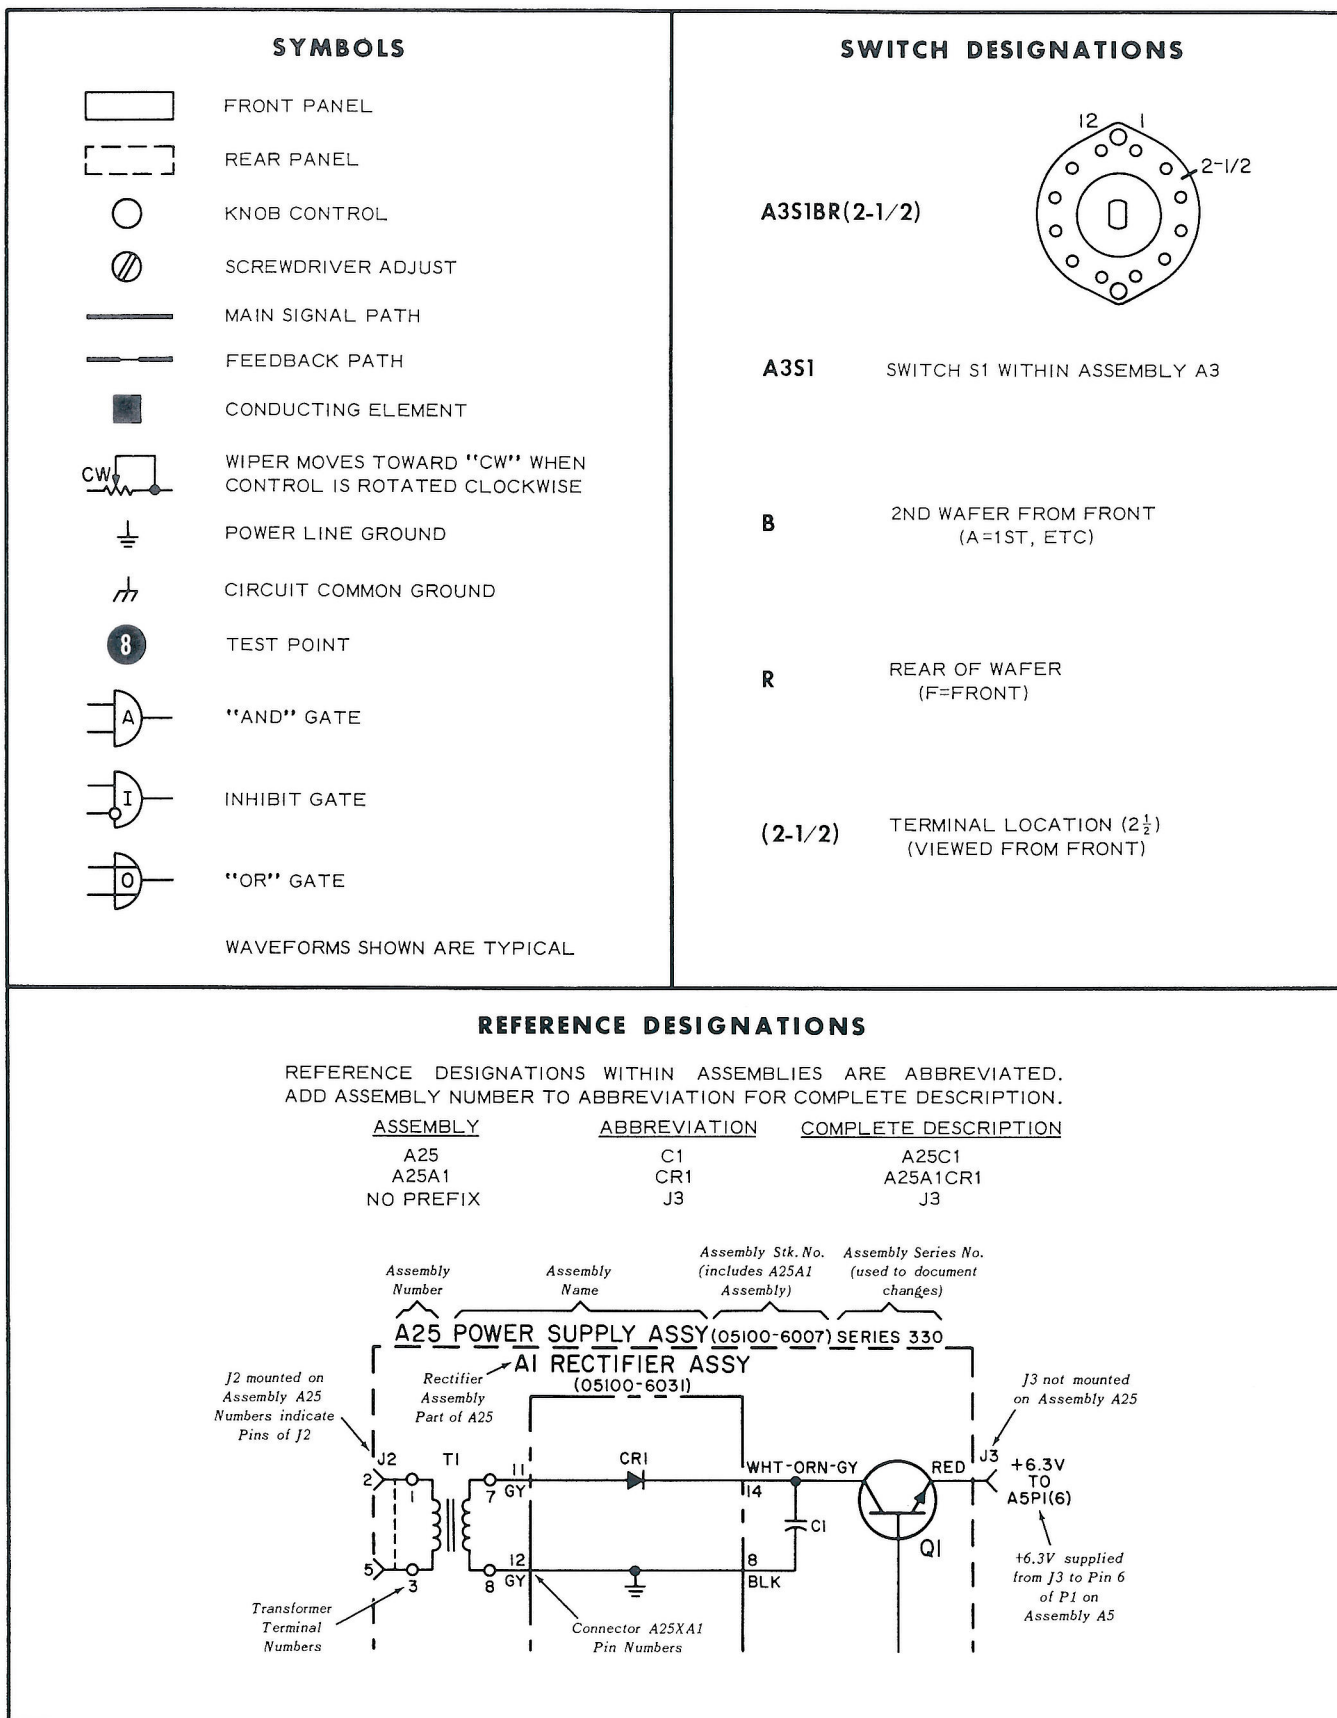 SYMBOLS
FRONT PANEL
REAR PANEL
KNOB CONTROL
SCREWDRIVER ADJUST
MAIN SIGNAL PATH
FEEDBACK PATH
CONDUCTING ELEMENT
CW
WIPER MOVES TOWARD "CW" WHEN
CONTROL IS ROTATED CLOCKWISE
POWER LINE GROUND
CIRCUIT COMMON GROUND
8
TEST POINT
A
"AND" GATE
I
INHIBIT GATE
O
"OR" GATE
WAVEFORMS SHOWN ARE TYPICAL
SWITCH DESIGNATIONS
12 1
2-1/2
A3S1BR(2-1/2)
A3S1 SWITCH S1 WITHIN ASSEMBLY A3
B 2ND WAFER FROM FRONT
(A=1ST, ETC)
R REAR OF WAFER
(F=FRONT)
(2-1/2) TERMINAL LOCATION (2½)
(VIEWED FROM FRONT)
REFERENCE DESIGNATIONS
REFERENCE DESIGNATIONS WITHIN ASSEMBLIES ARE ABBREVIATED.
ADD ASSEMBLY NUMBER TO ABBREVIATION FOR COMPLETE DESCRIPTION.
ASSEMBLY ABBREVIATION COMPLETE DESCRIPTION
A25 C1 A25C1
A25A1 CR1 A25A1CR1
NO PREFIX J3 J3
Assembly
Number
Assembly
Name
Assembly Stk. No.
(includes A25A1
Assembly)
Assembly Series No.
(used to document
changes)
A25 POWER SUPPLY ASSY (05100-6007) SERIES 330
A1 RECTIFIER ASSY
(05100-6031)
J2 mounted on
Assembly A25
Numbers indicate
Pins of J2
Rectifier
Assembly
Part of A25
J3 not mounted
on Assembly A25
J2 T1 CR1 WHT-ORN-GY RED J3
2 1 7 11 GY 14
+6.3V
TO
A5P1(6)
C1
Q1
5 3 8 12 GY 8 BLK
+6.3V supplied
from J3 to Pin 6
of P1 on
Assembly A5
Transformer
Terminal
Numbers
Connector A25XA1
Pin Numbers